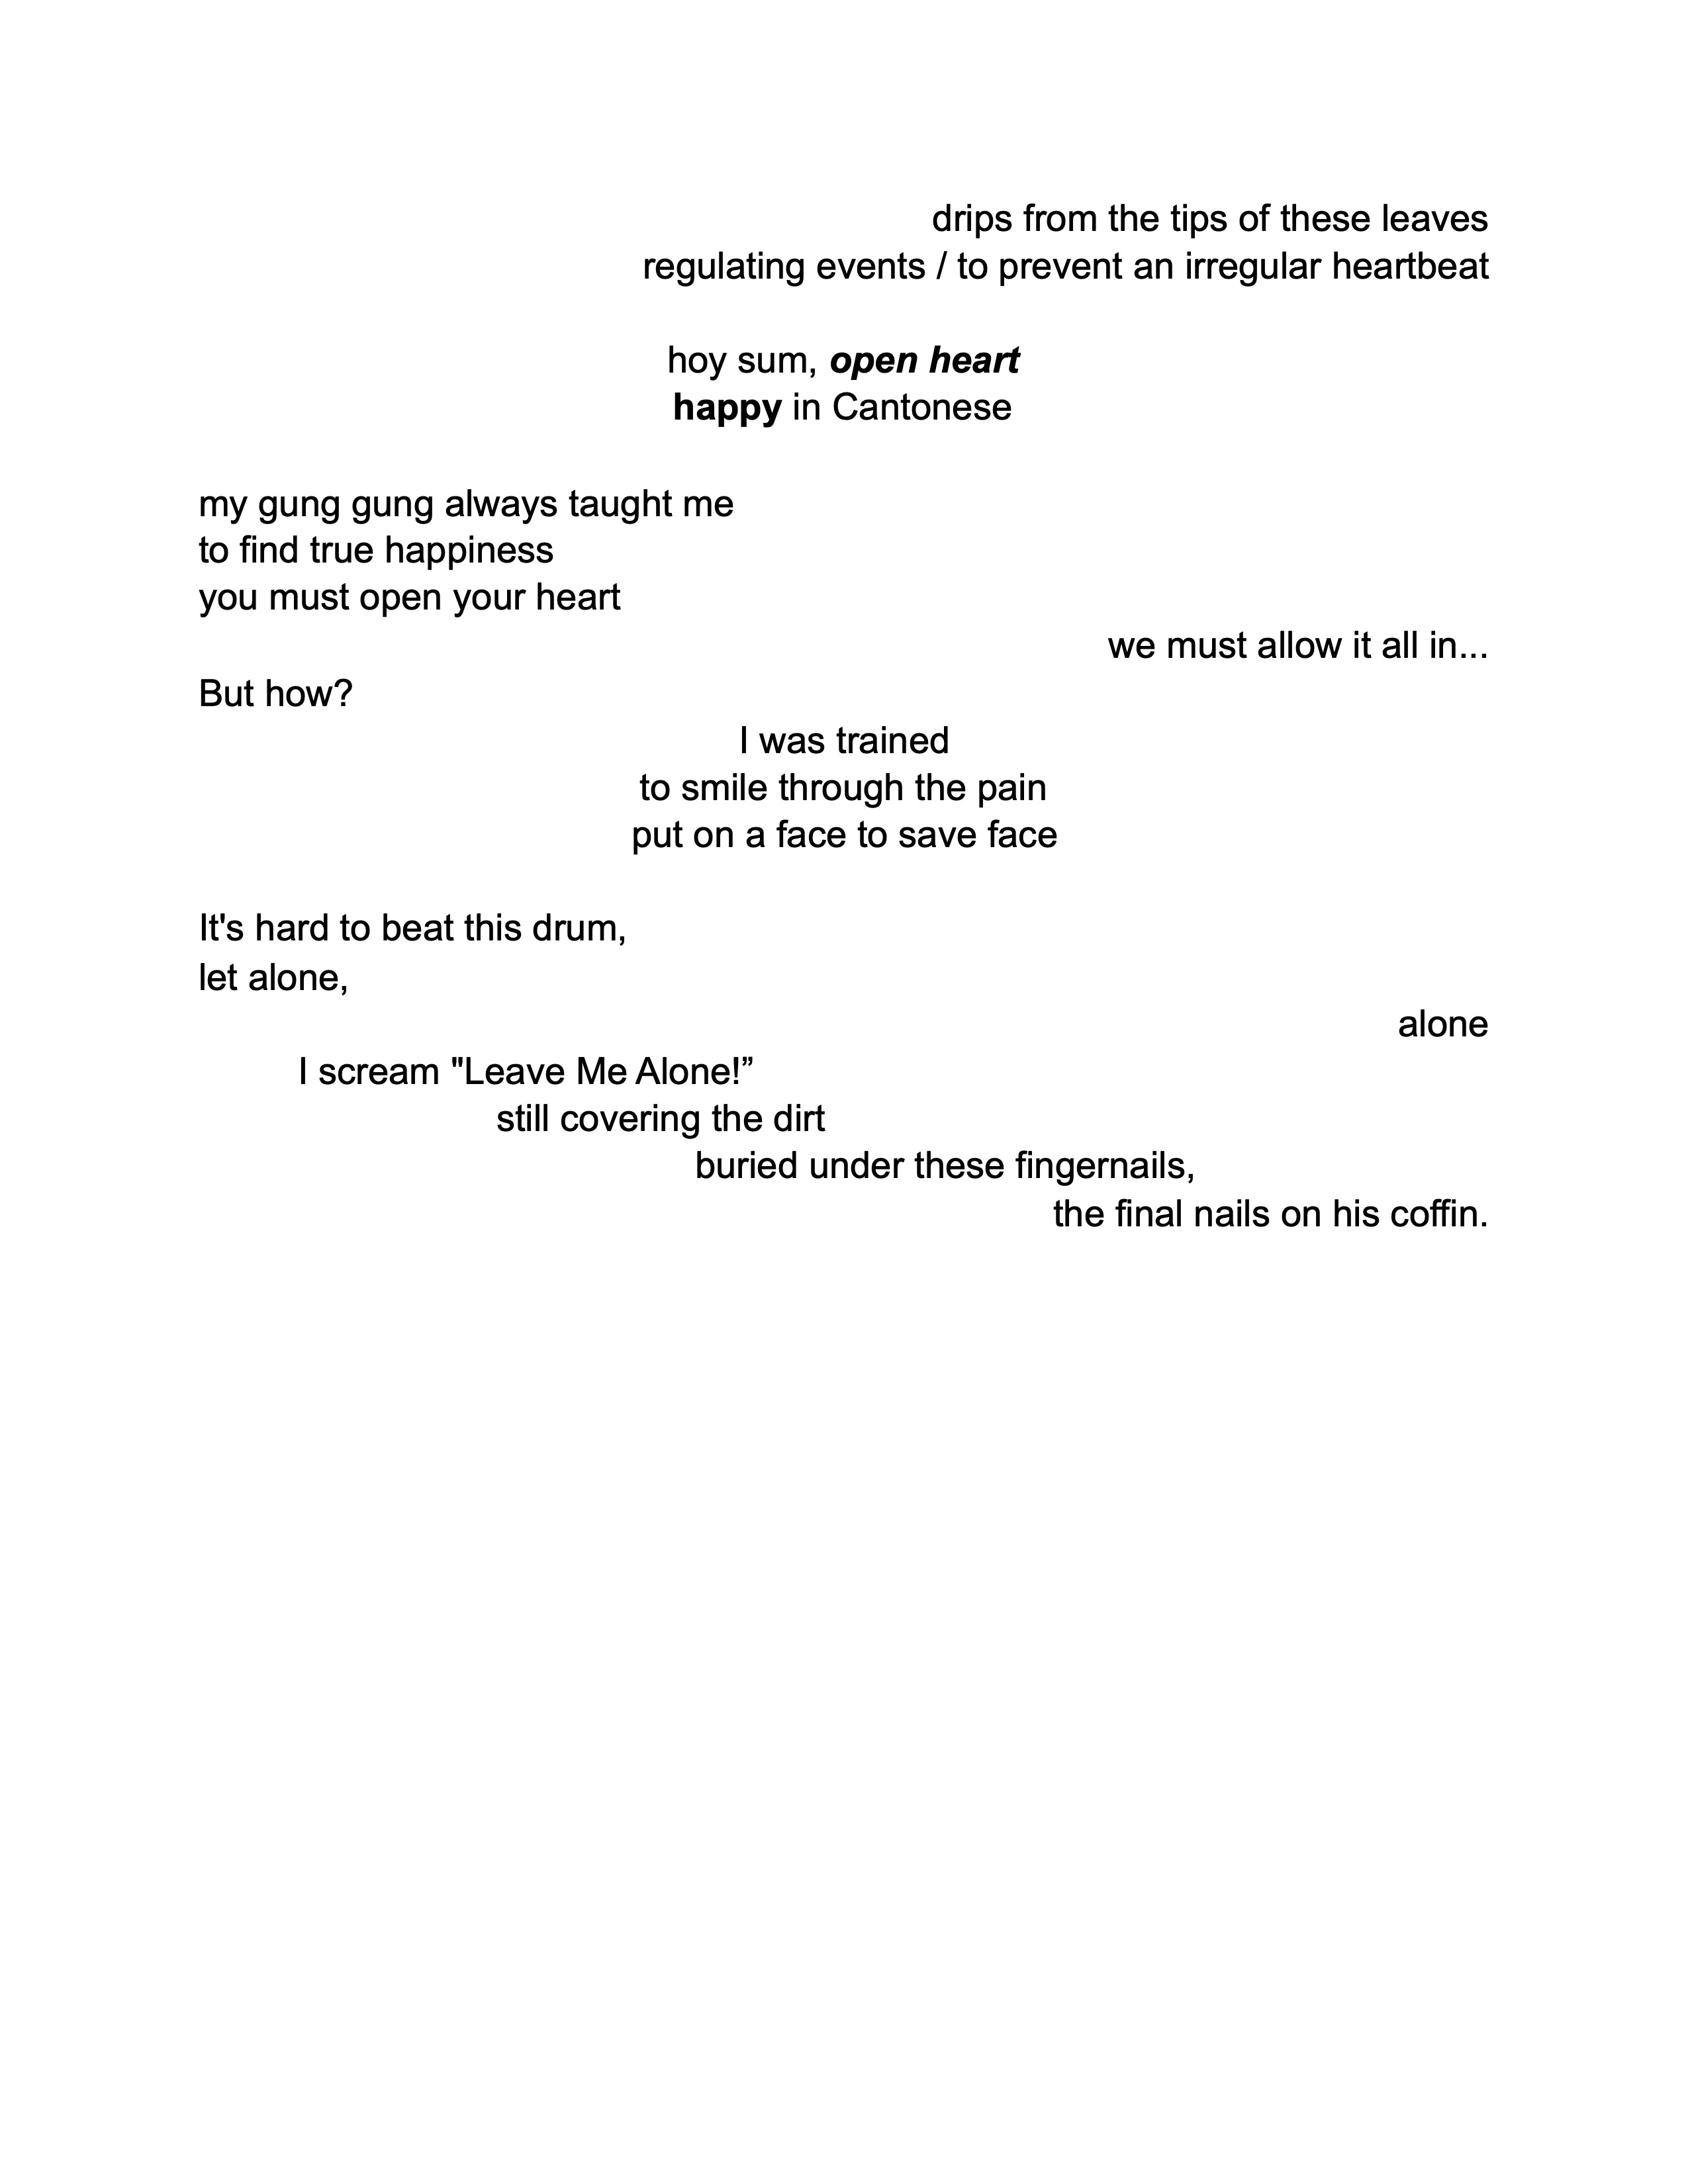 drips from the tips of these leaves
regulating events / to prevent an irregular heartbeat
hoy sum, open heart
happy in Cantonese
my gung gung always taught me
to find true happiness
you must open your heart
we must allow it all in...
But how?
I was trained
to smile through the pain
put on a face to save face
It's hard to beat this drum,
let alone,
alone
I scream "Leave Me Alone!”
still covering the dirt
buried under these fingernails,
the final nails on his coffin.